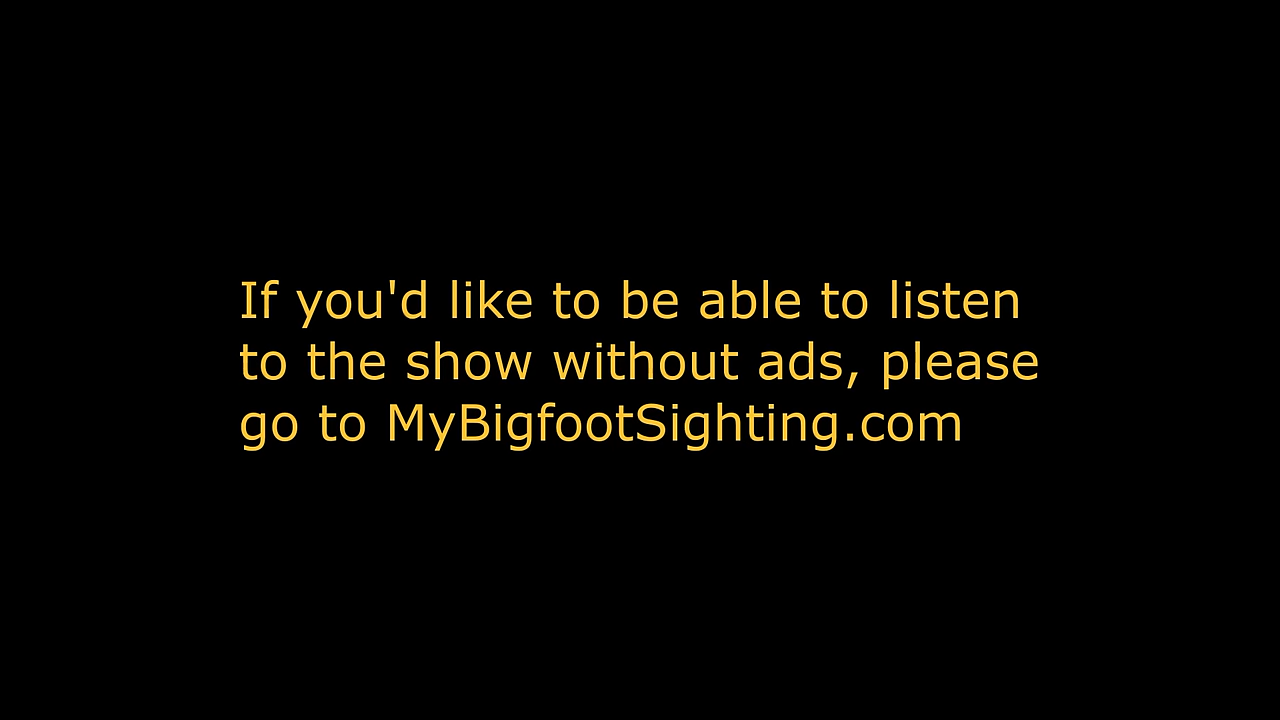 If you'd like to be able to listen
to the show without ads, please
go to MyBigfootSighting.com